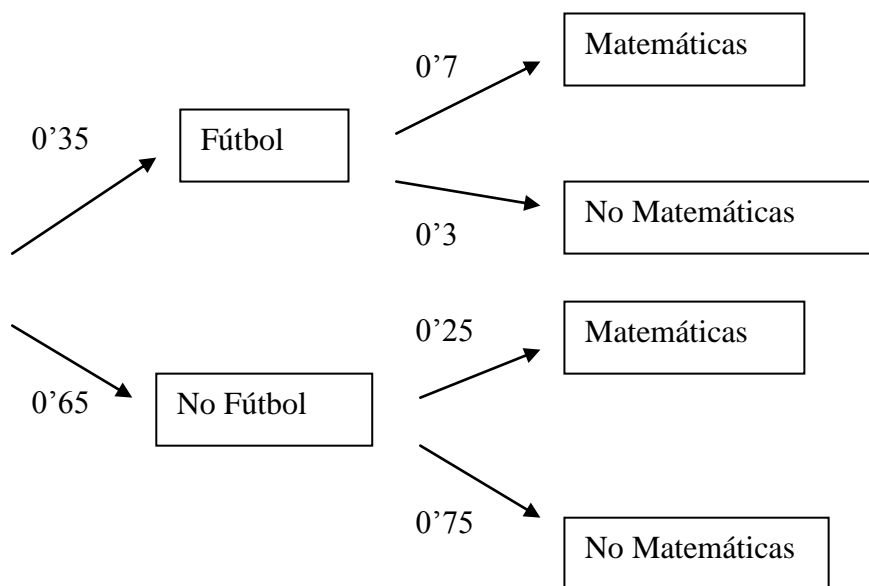 Matemáticas
0’7
0’35
Fútbol
No Matemáticas
0’3
0’25
Matemáticas
0’65
No Fútbol
0’75
No Matemáticas